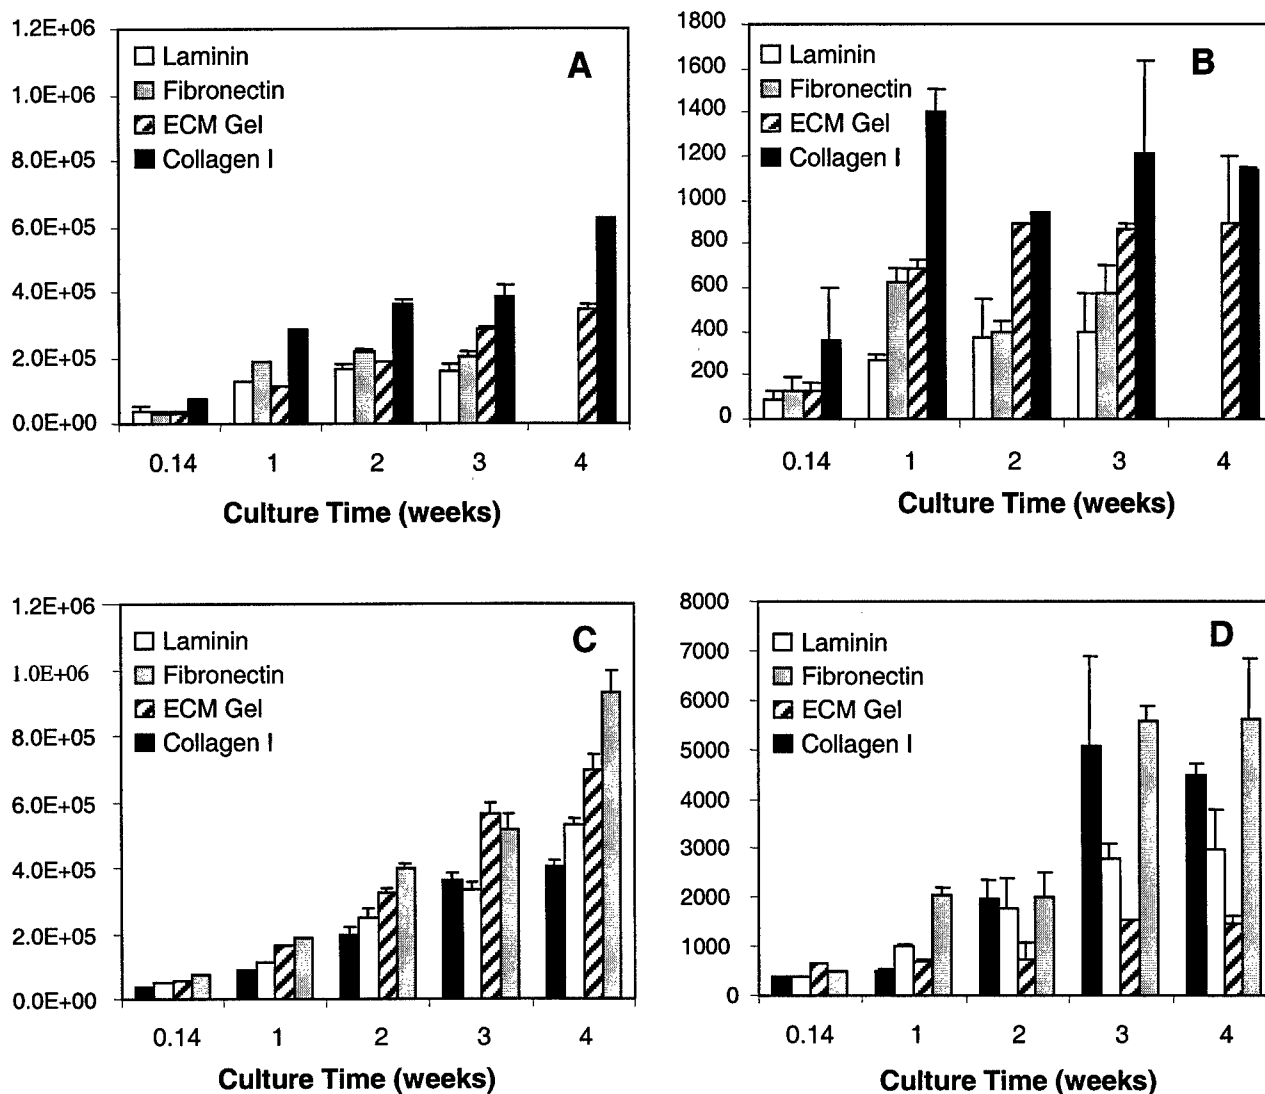 1.2E+06
1.0E+06
8.0E+05
6.0E+05
4.0E+05
2.0E+05
0.0E+00
Laminin
Fibronectin
ECM Gel
Collagen I
A
0.14 1 2 3 4
Culture Time (weeks)
1800
1600
1400
1200
1000
800
600
400
200
0
Laminin
Fibronectin
ECM Gel
Collagen I
B
0.14 1 2 3 4
Culture Time (weeks)
1.2E+06
1.0E+06
8.0E+05
6.0E+05
4.0E+05
2.0E+05
0.0E+00
Laminin
Fibronectin
ECM Gel
Collagen I
C
0.14 1 2 3 4
Culture Time (weeks)
8000
7000
6000
5000
4000
3000
2000
1000
0
Laminin
Fibronectin
ECM Gel
Collagen I
D
0.14 1 2 3 4
Culture Time (weeks)